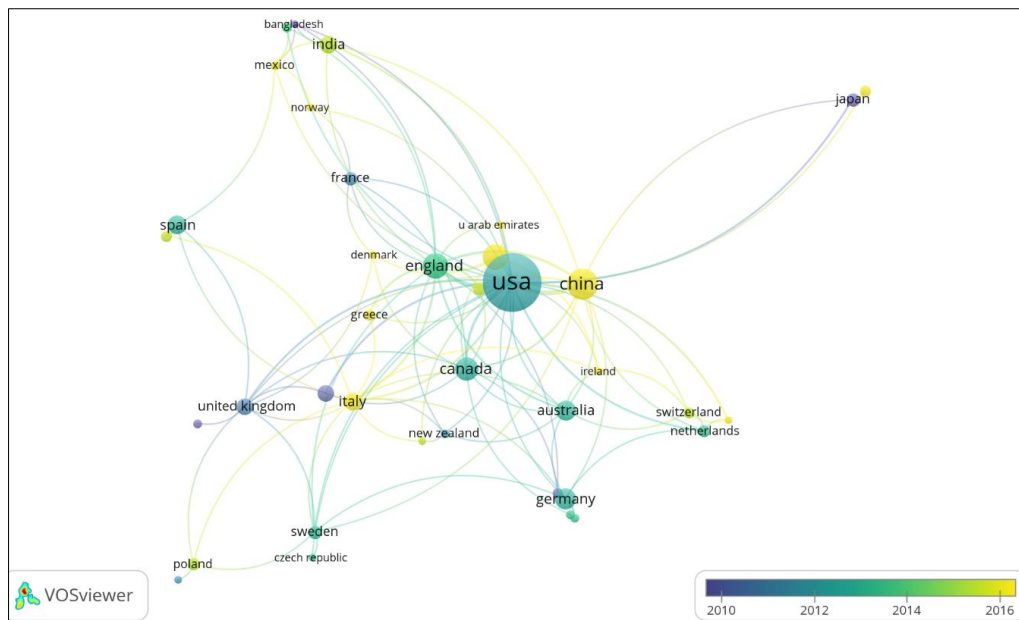 bangladesh
india
mexico
japan
norway
france
spain
u arab emirates
denmark
england
usa
china
greece
canada
ireland
united kingdom
italy
australia
switzerland
new zealand
netherlands
germany
sweden
czech republic
poland
VOSviewer
2010 2012 2014 2016